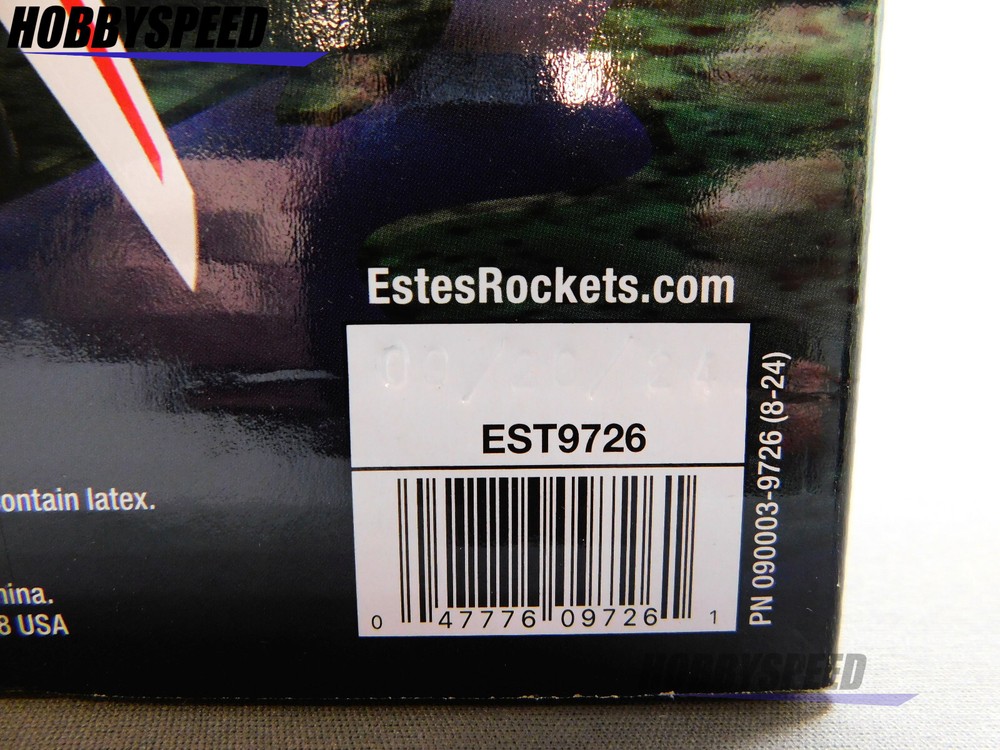 HOBBYSPEED
EstesRockets.com
EST9726
0 47776 09726 1
PN 090003-9726 (8-24)
ontain latex.
hina.
8 USA
HOBBYSPEED